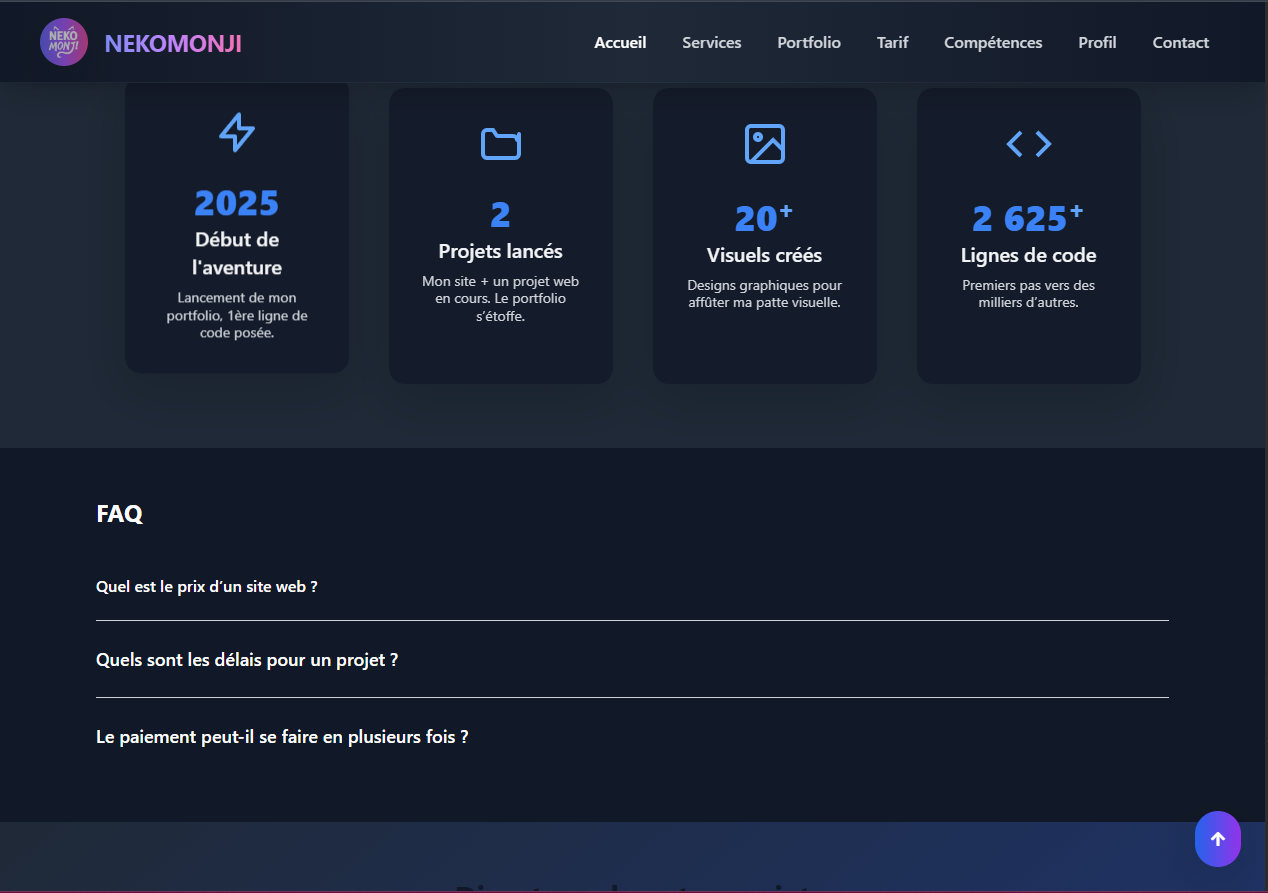 NEKO
MONJI
NEKOMONJI
Accueil
Services
Portfolio
Tarif
Compétences
Profil
Contact
2025
Début de
l'aventure
Lancement de mon
portfolio, 1ère ligne de
code posée.
2
Projets lancés
Mon site + un projet web
en cours. Le portfolio
s’étoffe.
20+
Visuels créés
Designs graphiques pour
affûter ma patte visuelle.
2 625+
Lignes de code
Premiers pas vers des
milliers d’autres.
FAQ
Quel est le prix d’un site web ?
Quels sont les délais pour un projet ?
Le paiement peut-il se faire en plusieurs fois ?